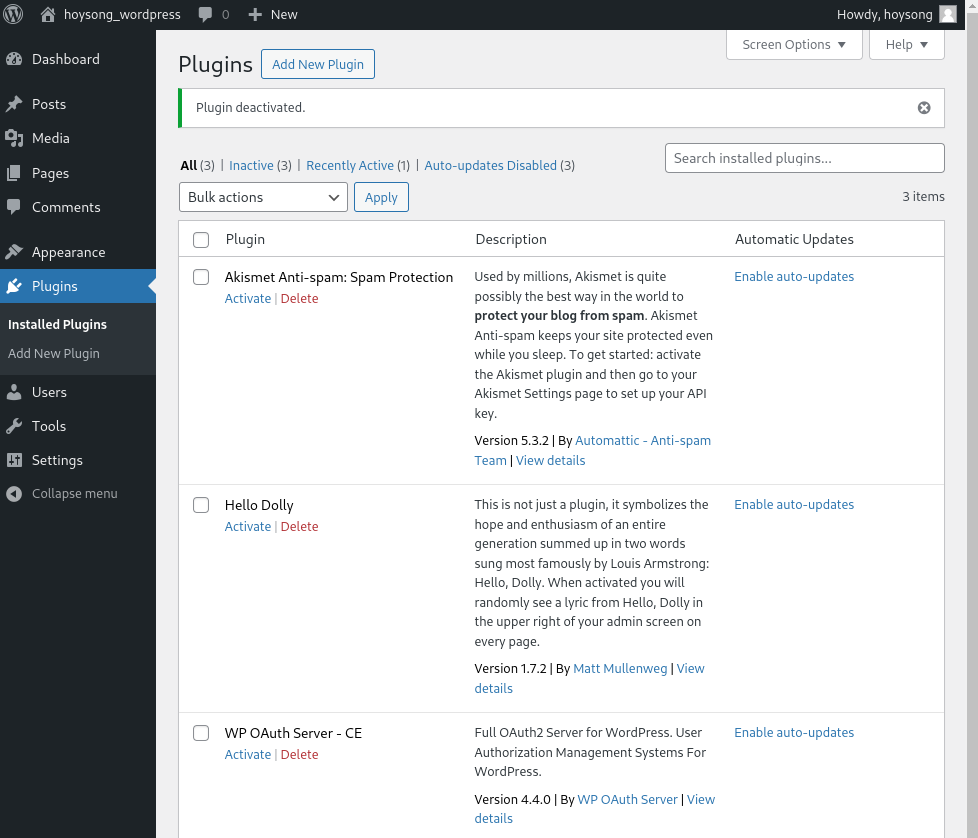 hoysong_wordpress 0 New Howdy, hoysong
Dashboard
Posts
Media
Pages
Comments
Appearance
Plugins
Installed Plugins
Add New Plugin
Users
Tools
Settings
Collapse menu
Screen Options Help
Plugins Add New Plugin
Plugin deactivated.
All (3) | Inactive (3) | Recently Active (1) | Auto-updates Disabled (3)
Search installed plugins...
Bulk actions Apply
3 items
Plugin Description Automatic Updates
Akismet Anti-spam: Spam Protection
Activate | Delete
Used by millions, Akismet is quite
possibly the best way in the world to
protect your blog from spam. Akismet
Anti-spam keeps your site protected even
while you sleep. To get started: activate
the Akismet plugin and then go to your
Akismet Settings page to set up your API
key.
Version 5.3.2 | By Automattic - Anti-spam
Team | View details
Enable auto-updates
Hello Dolly
Activate | Delete
This is not just a plugin, it symbolizes the
hope and enthusiasm of an entire
generation summed up in two words
sung most famously by Louis Armstrong:
Hello, Dolly. When activated you will
randomly see a lyric from Hello, Dolly in
the upper right of your admin screen on
every page.
Version 1.7.2 | By Matt Mullenweg | View
details
Enable auto-updates
WP OAuth Server - CE
Activate | Delete
Full OAuth2 Server for WordPress. User
Authorization Management Systems For
WordPress.
Version 4.4.0 | By WP OAuth Server | View
details
Enable auto-updates